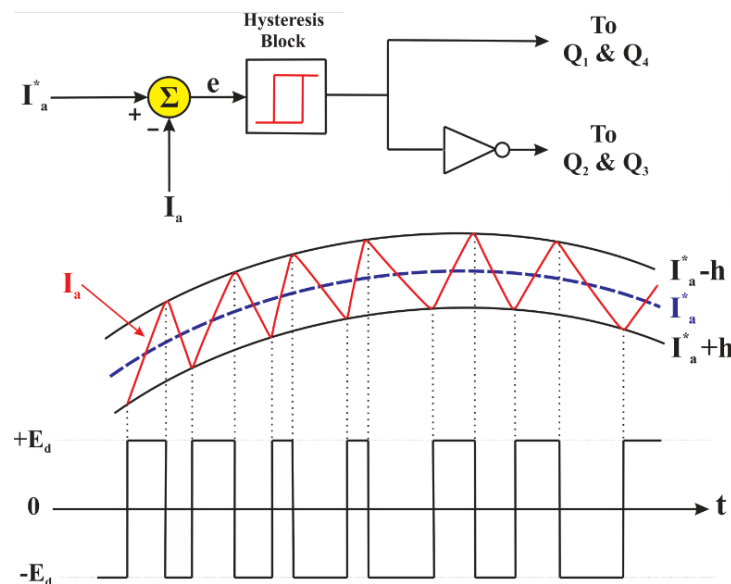 Hysteresis
Block
To
Q1 & Q4
I*a
+
Σ
−
e
To
Q2 & Q3
Ia
Ia
I*a-h
I*a
I*a+h
+Ed
0
t
-Ed